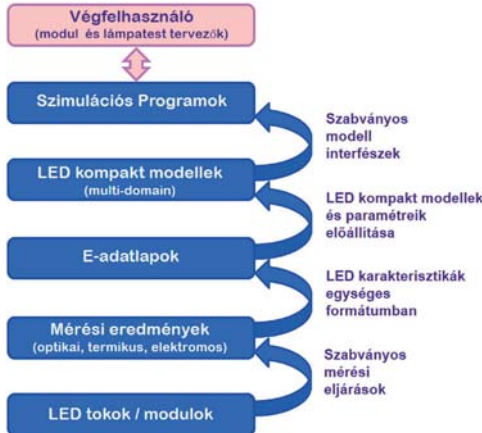 Végfelhasználó
(modul és lámpatest tervezők)
Szimulációs Programok
Szabványos
modell
interfészek
LED kompakt modellek
(multi-domain)
LED kompakt modellek
és paramétreik
előállítása
E-adatlapok
LED karakterisztikák
egységes
formátumban
Mérési eredmények
(optikai, termikus, elektromos)
Szabványos
mérési
eljárások
LED tokok / modulok